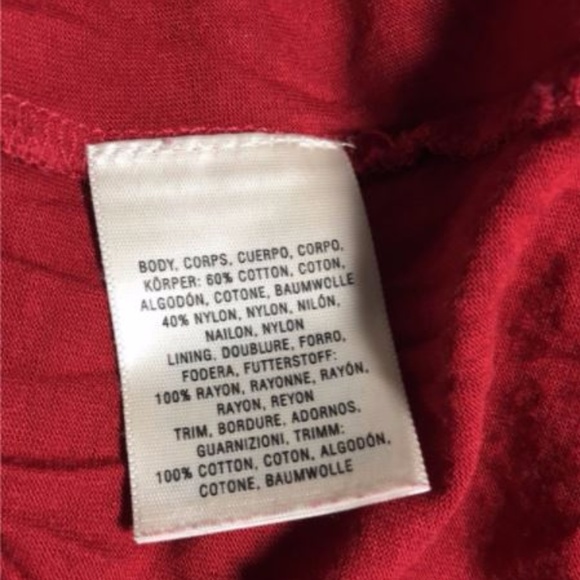 BODY, CORPS, CUERPO, CORPO,
KÖRPER: 60% COTTON, COTON,
ALGODÓN, COTONE, BAUMWOLLE
40% NYLON, NYLON, NILÓN,
NAILON, NYLON
LINING. DOUBLURE, FORRO,
FODERA, FUTTERSTOFF:
100% RAYON, RAYONNE, RAYÓN,
RAYON, REYON
TRIM, BORDURE, ADORNOS,
GUARNIZIONI, TRIMM:
100% COTTON, COTON, ALGODÓN,
COTONE, BAUMWOLLE